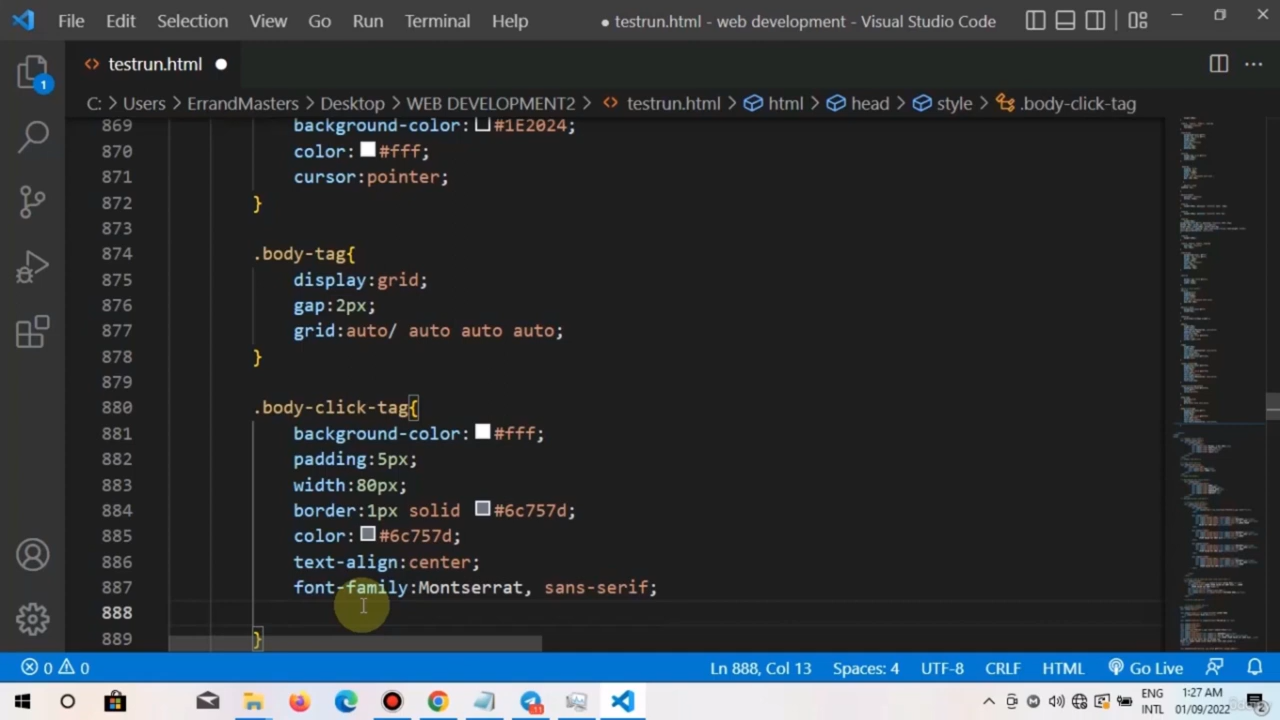 File Edit Selection View Go Run Terminal Help ● testrun.html - web development - Visual Studio Code
<> testrun.html ●
C: > Users > ErrandMasters > Desktop > WEB DEVELOPMENT2 > <> testrun.html > html > head > style > .body-click-tag
1
869 background-color: #1E2024;
870 color: #fff;
871 cursor:pointer;
872 }
873
874 .body-tag{
875 display:grid;
876 gap:2px;
877 grid:auto/ auto auto auto;
878 }
879
880 .body-click-tag{
881 background-color: #fff;
882 padding:5px;
883 width:80px;
884 border:1px solid #6c757d;
885 color: #6c757d;
886 text-align:center;
887 font-family:Montserrat, sans-serif;
888
889 }
0 0 Ln 888, Col 13 Spaces: 4 UTF-8 CRLF HTML Go Live
ENG 1:27 AM
INTL 01/09/2022